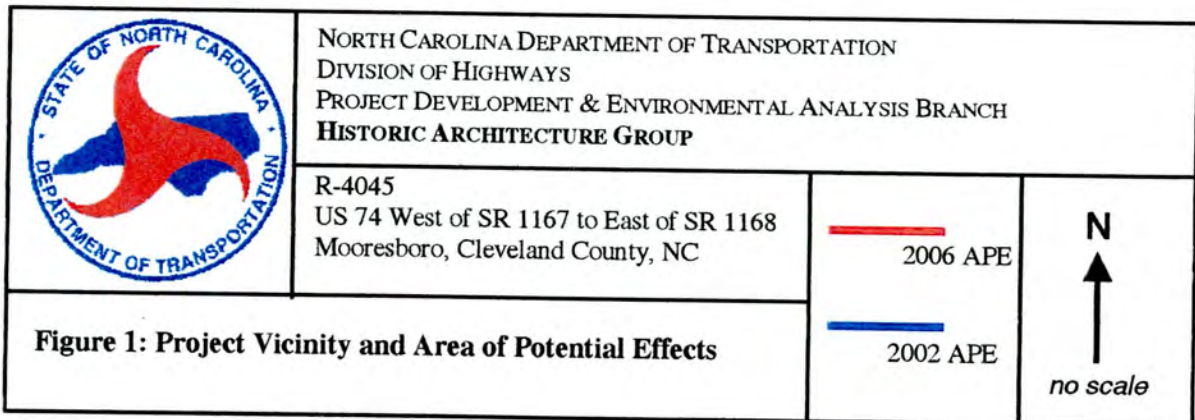 STATE OF NORTH CAROLINA
DEPARTMENT OF TRANSPORTATION
NORTH CAROLINA DEPARTMENT OF TRANSPORTATION
DIVISION OF HIGHWAYS
PROJECT DEVELOPMENT & ENVIRONMENTAL ANALYSIS BRANCH
HISTORIC ARCHITECTURE GROUP
R-4045
US 74 West of SR 1167 to East of SR 1168
Mooresboro, Cleveland County, NC
Figure 1: Project Vicinity and Area of Potential Effects
2006 APE
2002 APE
N
no scale